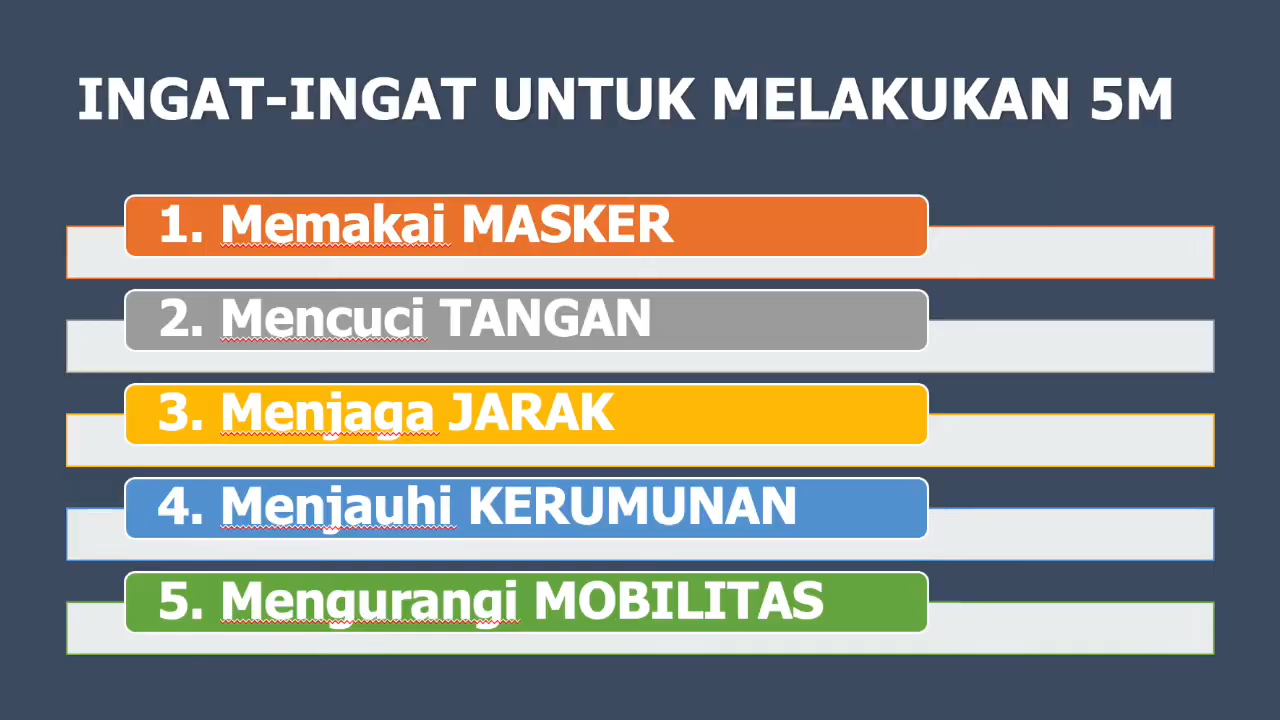 INGAT-INGAT UNTUK MELAKUKAN 5M
1. Memakai MASKER
2. Mencuci TANGAN
3. Menjaga JARAK
4. Menjauhi KERUMUNAN
5. Mengurangi MOBILITAS